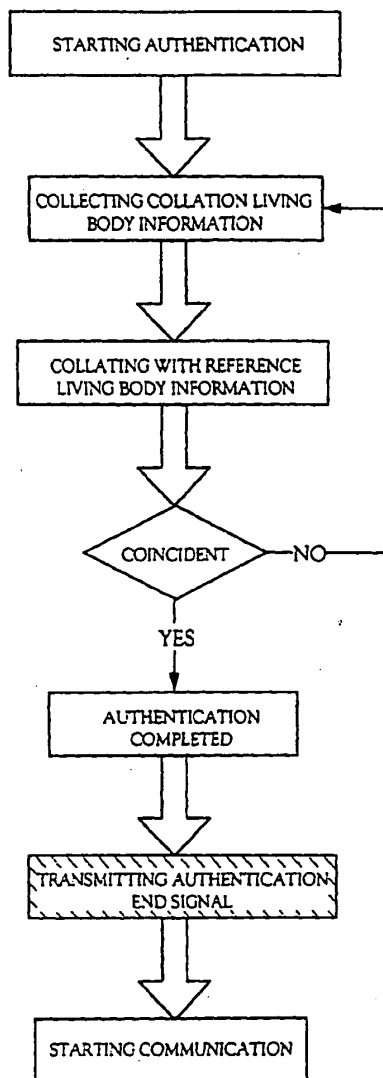 STARTING AUTHENTICATION
COLLECTING COLLATION LIVING
BODY INFORMATION
COLLATING WITH REFERENCE
LIVING BODY INFORMATION
COINCIDENT
NO
YES
AUTHENTICATION
COMPLETED
TRANSMITTING AUTHENTICATION
END SIGNAL
STARTING COMMUNICATION